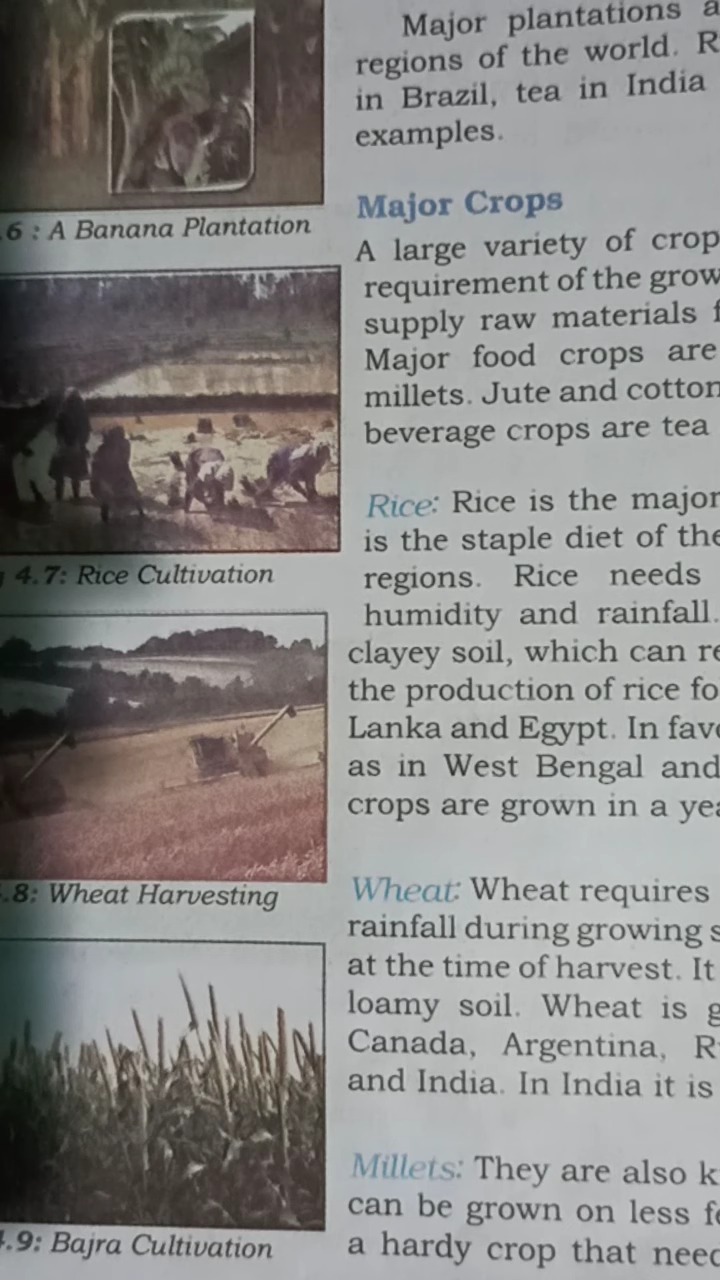 Major plantations a
regions of the world. R
in Brazil, tea in India
examples.
Major Crops
A large variety of crop
requirement of the grow
supply raw materials f
Major food crops are
millets. Jute and cotton
beverage crops are tea
Rice: Rice is the major
is the staple diet of the
regions. Rice needs
humidity and rainfall.
clayey soil, which can re
the production of rice fo
Lanka and Egypt. In favo
as in West Bengal and
crops are grown in a yea
Wheat: Wheat requires
rainfall during growing s
at the time of harvest. It
loamy soil. Wheat is g
Canada, Argentina, R
and India. In India it is
Millets: They are also k
can be grown on less fe
a hardy crop that need
.6 : A Banana Plantation
4.7: Rice Cultivation
.8: Wheat Harvesting
4.9: Bajra Cultivation